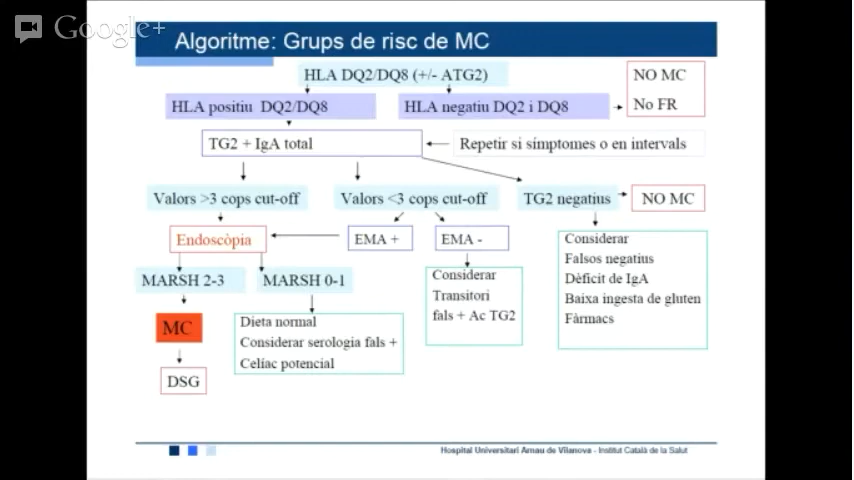 Google+
Algoritme: Grups de risc de MC
HLA DQ2/DQ8 (+/- ATG2)
NO MC
No FR
HLA positiu DQ2/DQ8
HLA negatiu DQ2 i DQ8
TG2 + IgA total
Repetir si símptomes o en intervals
Valors >3 cops cut-off
Valors <3 cops cut-off
TG2 negatius
NO MC
Endoscòpia
EMA +
EMA -
Considerar
Falsos negatius
Dèficit de IgA
Baixa ingesta de gluten
Fàrmacs
MARSH 2-3
MARSH 0-1
Considerar
Transitori
fals + Ac TG2
MC
Dieta normal
Considerar serologia fals +
Celíac potencial
DSG
Hospital Universitari Arnau de Vilanova - Institut Català de la Salut